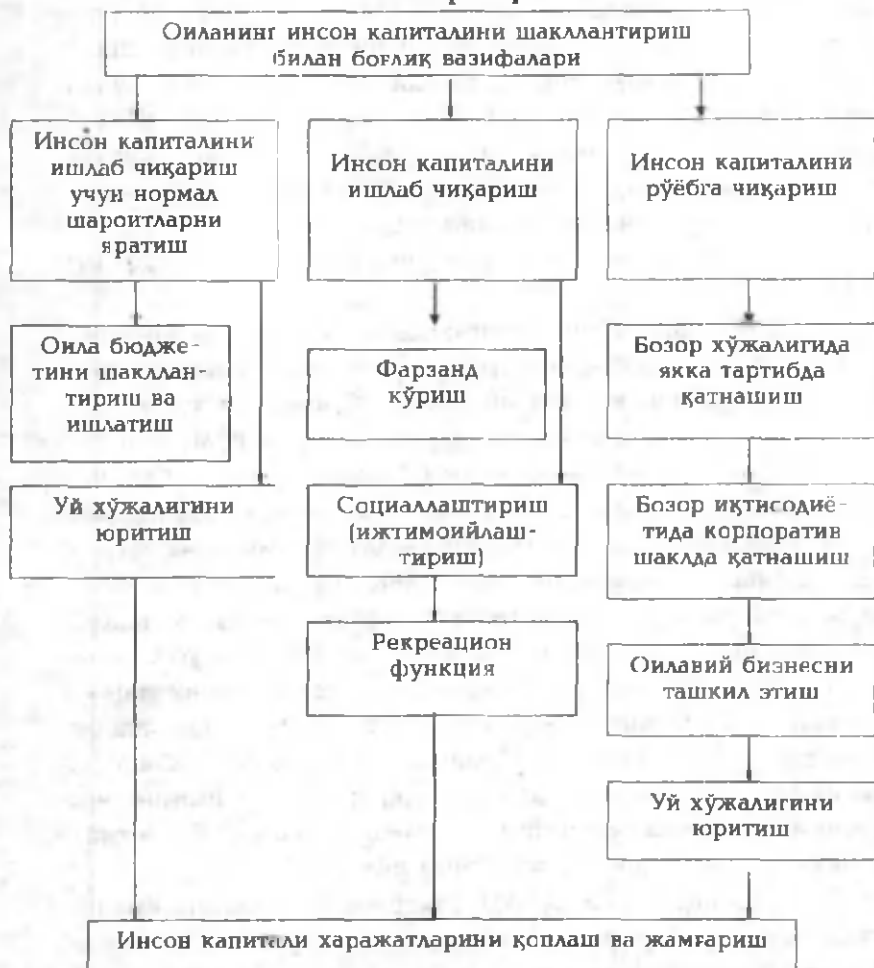 Оиланинг инсон капиталини шакллантириш
билан боғлиқ вазифалари
Инсон капиталини
ишлаб чиқариш
учун нормал
шароитларни
яратиш
Инсон капиталини
ишлаб чиқариш
Инсон капиталини
рўёбга чиқариш
Оила бюдже-
тини шакллан-
тириш ва
ишлатиш
Фарзанд
кўриш
Бозор хўжалигида
якка тартибда
қатнашиш
Уй хўжалигини
юритиш
Социаллаштириш
(ижтимоийлаш-
тириш)
Бозор иқтисодиё-
тида корпоратив
шаклда қатнашиш
Рекреацион
функция
Оилавий бизнесни
ташкил этиш
Уй хўжалигини
юритиш
Инсон капитали харажатларини қоплаш ва жамғариш